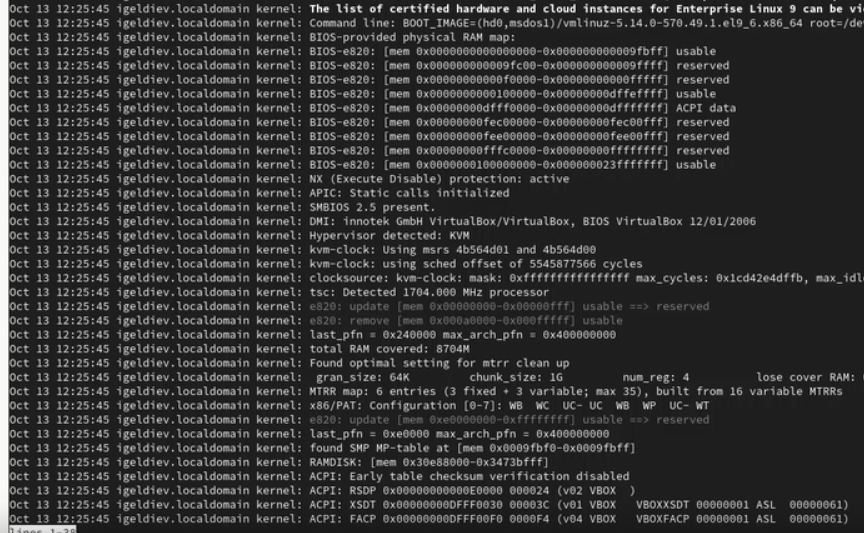 Oct 13 12:25:45 igeldiev.localdomain kernel: The list of certified hardware and cloud instances for Enterprise Linux 9 can be
Oct 13 12:25:45 igeldiev.localdomain kernel: Command line: BOOT_IMAGE=(hd0,msdos1)/vmlinuz-5.14.0-570.49.1.el9_6.x86_64 root=/de
Oct 13 12:25:45 igeldiev.localdomain kernel: BIOS-provided physical RAM map:
Oct 13 12:25:45 igeldiev.localdomain kernel: BIOS-e820: [mem 0x0000000000000000-0x000000000009fbff] usable
Oct 13 12:25:45 igeldiev.localdomain kernel: BIOS-e820: [mem 0x000000000009fc00-0x000000000009ffff] reserved
Oct 13 12:25:45 igeldiev.localdomain kernel: BIOS-e820: [mem 0x00000000000f0000-0x00000000000fffff] reserved
Oct 13 12:25:45 igeldiev.localdomain kernel: BIOS-e820: [mem 0x0000000000100000-0x00000000dffeffff] usable
Oct 13 12:25:45 igeldiev.localdomain kernel: BIOS-e820: [mem 0x00000000dfff0000-0x00000000dfffffff] ACPI data
Oct 13 12:25:45 igeldiev.localdomain kernel: BIOS-e820: [mem 0x00000000fec00000-0x00000000fec00fff] reserved
Oct 13 12:25:45 igeldiev.localdomain kernel: BIOS-e820: [mem 0x00000000fee00000-0x00000000fee00fff] reserved
Oct 13 12:25:45 igeldiev.localdomain kernel: BIOS-e820: [mem 0x00000000fffc0000-0x00000000ffffffff] reserved
Oct 13 12:25:45 igeldiev.localdomain kernel: BIOS-e820: [mem 0x0000000100000000-0x000000023fffffff] usable
Oct 13 12:25:45 igeldiev.localdomain kernel: NX (Execute Disable) protection: active
Oct 13 12:25:45 igeldiev.localdomain kernel: APIC: Static calls initialized
Oct 13 12:25:45 igeldiev.localdomain kernel: SMBIOS 2.5 present.
Oct 13 12:25:45 igeldiev.localdomain kernel: DMI: innotek GmbH VirtualBox/VirtualBox, BIOS VirtualBox 12/01/2006
Oct 13 12:25:45 igeldiev.localdomain kernel: Hypervisor detected: KVM
Oct 13 12:25:45 igeldiev.localdomain kernel: kvm-clock: Using msrs 4b564d01 and 4b564d00
Oct 13 12:25:45 igeldiev.localdomain kernel: kvm-clock: using sched offset of 5545877566 cycles
Oct 13 12:25:45 igeldiev.localdomain kernel: clocksource: kvm-clock: mask: 0xffffffffffffffff max_cycles: 0x1cd42e4dffb, max_idl
Oct 13 12:25:45 igeldiev.localdomain kernel: tsc: Detected 1704.000 MHz processor
Oct 13 12:25:45 igeldiev.localdomain kernel: e820: update [mem 0x00000000-0x00000fff] usable ==> reserved
Oct 13 12:25:45 igeldiev.localdomain kernel: e820: remove [mem 0x000a0000-0x000fffff] usable
Oct 13 12:25:45 igeldiev.localdomain kernel: last_pfn = 0x240000 max_arch_pfn = 0x400000000
Oct 13 12:25:45 igeldiev.localdomain kernel: total RAM covered: 8704M
Oct 13 12:25:45 igeldiev.localdomain kernel: Found optimal setting for mtrr clean up
Oct 13 12:25:45 igeldiev.localdomain kernel:  gran_size: 64K         chunk_size: 1G         num_reg: 4         lose cover RAM:
Oct 13 12:25:45 igeldiev.localdomain kernel: MTRR map: 6 entries (3 fixed + 3 variable; max 35), built from 16 variable MTRRs
Oct 13 12:25:45 igeldiev.localdomain kernel: x86/PAT: Configuration [0-7]: WB  WC  UC- UC  WB  WP  UC- WT
Oct 13 12:25:45 igeldiev.localdomain kernel: e820: update [mem 0xe0000000-0xffffffff] usable ==> reserved
Oct 13 12:25:45 igeldiev.localdomain kernel: last_pfn = 0xe0000 max_arch_pfn = 0x400000000
Oct 13 12:25:45 igeldiev.localdomain kernel: found SMP MP-table at [mem 0x0009fbf0-0x0009fbff]
Oct 13 12:25:45 igeldiev.localdomain kernel: RAMDISK: [mem 0x30e88000-0x3473bfff]
Oct 13 12:25:45 igeldiev.localdomain kernel: ACPI: Early table checksum verification disabled
Oct 13 12:25:45 igeldiev.localdomain kernel: ACPI: RSDP 0x00000000000E0000 000024 (v02 VBOX  )
Oct 13 12:25:45 igeldiev.localdomain kernel: ACPI: XSDT 0x00000000DFFF0030 00003C (v01 VBOX   VBOXXSDT 00000001 ASL  00000061)
Oct 13 12:25:45 igeldiev.localdomain kernel: ACPI: FACP 0x00000000DFFF00F0 0000F4 (v04 VBOX   VBOXFACP 00000001 ASL  00000061)
lines 1-38